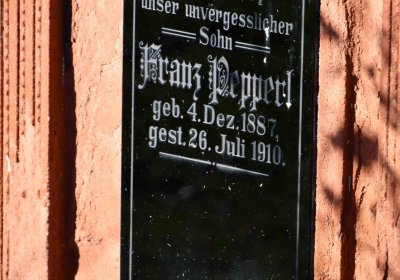 unser unvergesslicher
Sohn
Franz Pepperl
geb. 4. Dez. 1887,
gest. 26. Juli 1910.